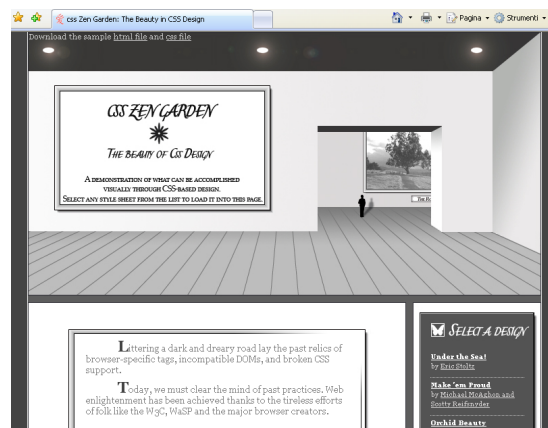 css Zen Garden: The Beauty in CSS Design
Pagina
Strumenti
Download the sample html file and css file
CSS ZEN GARDEN
THE BEAUTY OF CSS DESIGN
A DEMONSTRATION OF WHAT CAN BE ACCOMPLISHED
VISUALLY THROUGH CSS-BASED DESIGN.
SELECT ANY STYLE SHEET FROM THE LIST TO LOAD IT INTO THIS PAGE.
Littering a dark and dreary road lay the past relics of
browser-specific tags, incompatible DOMs, and broken CSS
support.
Today, we must clear the mind of past practices. Web
enlightenment has been achieved thanks to the tireless efforts
of folk like the W3C, WaSP and the major browser creators.
SELECT A DESIGN
Under the Sea!
by Eric Stoltz
Make 'em Proud
by Michael McAghon and
Scotty Reifsnyder
Orchid Beauty